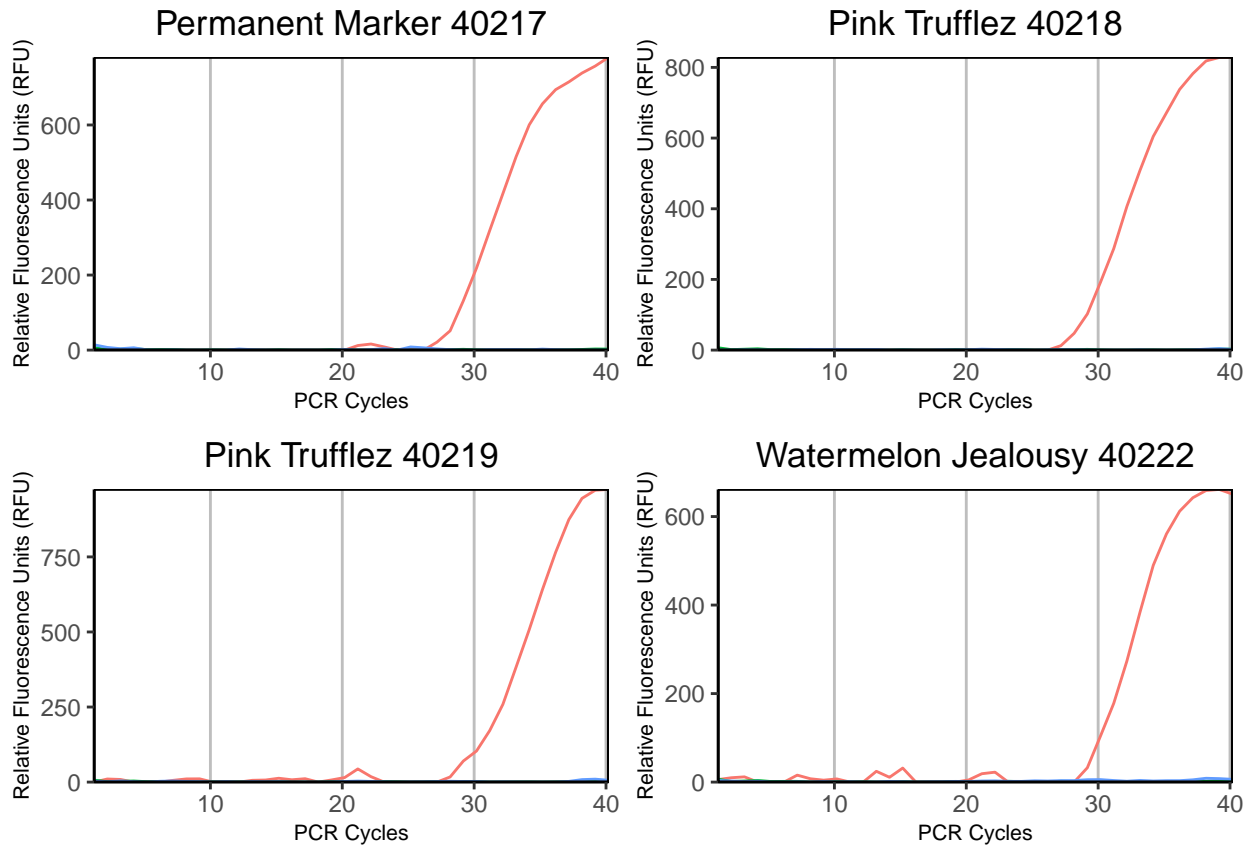 Permanent Marker 40217
Relative Fluorescence Units (RFU)
600
400
200
0
10
20
30
40
PCR Cycles
Pink Trufflez 40218
Relative Fluorescence Units (RFU)
800
600
400
200
0
10
20
30
40
PCR Cycles
Pink Trufflez 40219
Relative Fluorescence Units (RFU)
750
500
250
0
10
20
30
40
PCR Cycles
Watermelon Jealousy 40222
Relative Fluorescence Units (RFU)
600
400
200
0
10
20
30
40
PCR Cycles